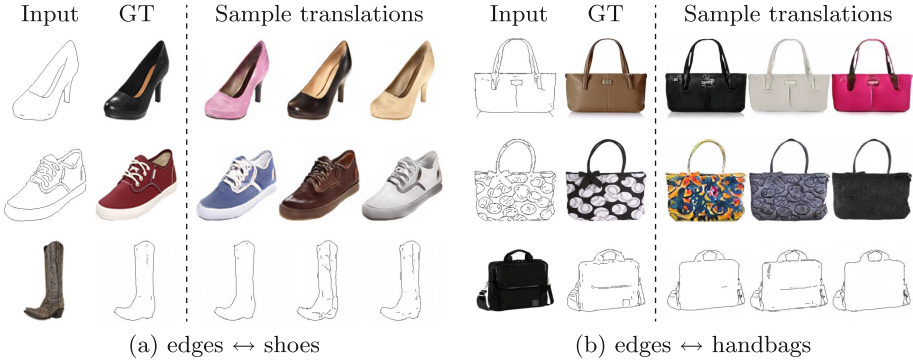 Input GT Sample translations Input GT Sample translations
(a) edges ↔ shoes (b) edges ↔ handbags